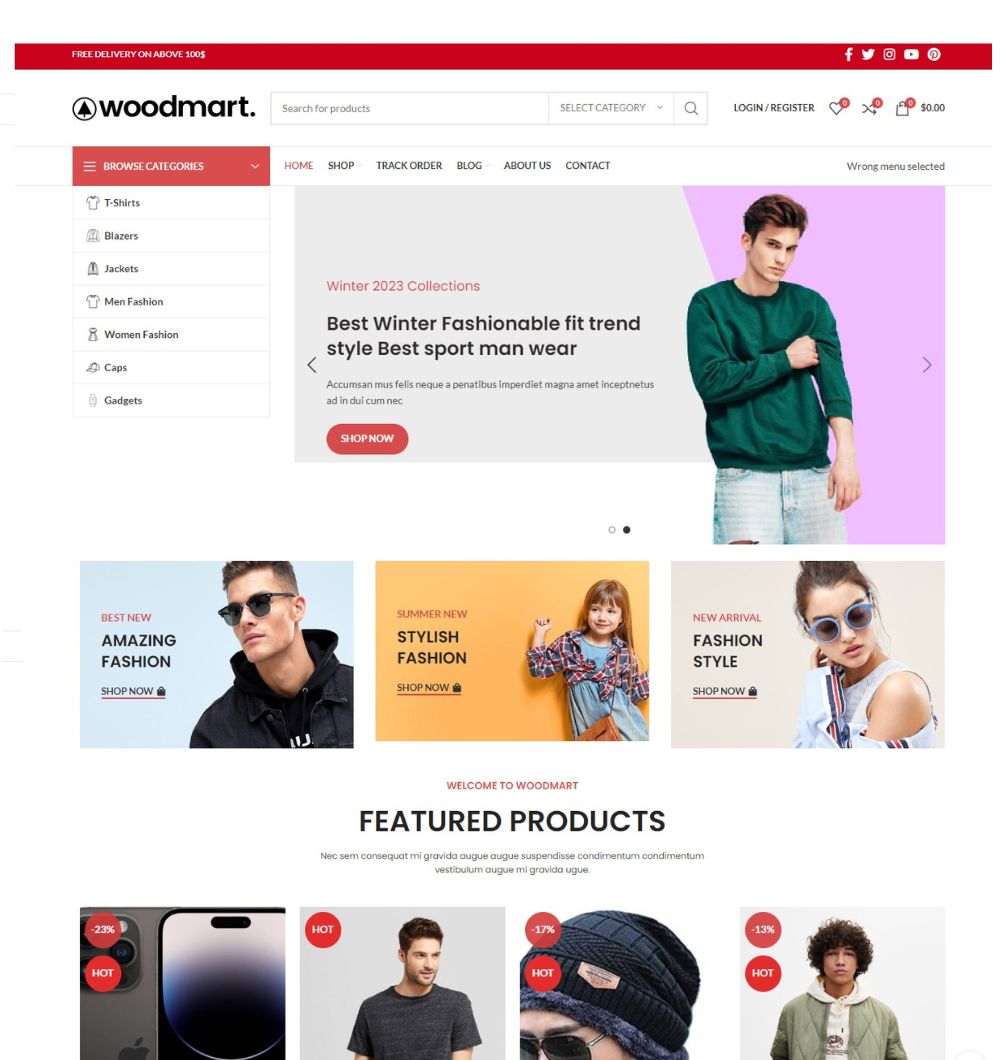 FREE DELIVERY ON ABOVE 100$
woodmart.
Search for products
SELECT CATEGORY
LOGIN / REGISTER
0
0
0
$0.00
BROWSE CATEGORIES
HOME
SHOP
TRACK ORDER
BLOG
ABOUT US
CONTACT
Wrong menu selected
T-Shirts
Blazers
Jackets
Men Fashion
Women Fashion
Caps
Gadgets
Winter 2023 Collections
Best Winter Fashionable fit trend
style Best sport man wear
Accumsan mus felis neque a penatibus imperdiet magna amet inceptnetus
ad in dui cum nec
SHOP NOW
BEST NEW
AMAZING
FASHION
SHOP NOW
SUMMER NEW
STYLISH
FASHION
SHOP NOW
NEW ARRIVAL
FASHION
STYLE
SHOP NOW
WELCOME TO WOODMART
FEATURED PRODUCTS
Nec sem consequat mi gravida augue augue suspendisse condimentum condimentum
vestibulum augue mi gravida ugue.
-23%
HOT
HOT
-17%
HOT
-13%
HOT